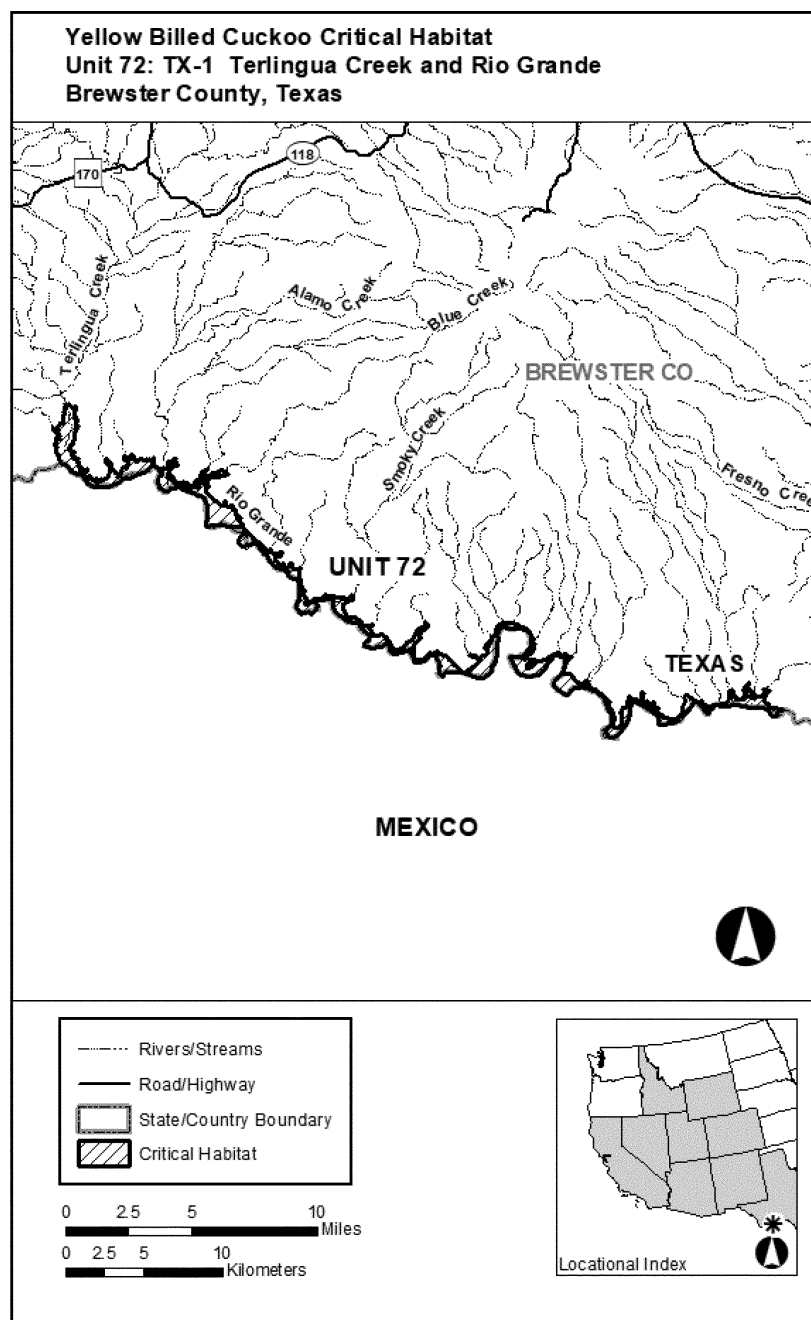 Yellow Billed Cuckoo Critical Habitat
Unit 72: TX-1 Terlingua Creek and Rio Grande
Brewster County, Texas
118
170
Terlingua Creek
Alamo Creek
Blue Creek
BREWSTER CO
Smoky Creek
Fresno Cree
Rio Grande
UNIT 72
TEXAS
MEXICO
Rivers/Streams
Road/Highway
State/Country Boundary
Critical Habitat
0 2.5 5 10
Miles
0 2.5 5 10
Kilometers
Locational Index